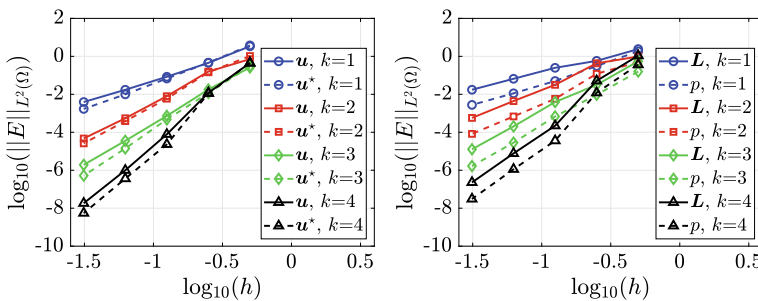 2
0
-2
-4
-6
-8
-10
-1.5 -1 -0.5 0 0.5
log₁₀(h)
log₁₀(||E||_L²(Ω))
u, k=1
u⋆, k=1
u, k=2
u⋆, k=2
u, k=3
u⋆, k=3
u, k=4
u⋆, k=4
2
0
-2
-4
-6
-8
-10
-1.5 -1 -0.5 0
log₁₀(h)
log₁₀(||E||_L²(Ω))
L, k=1
p, k=1
L, k=2
p, k=2
L, k=3
p, k=3
L, k=4
p, k=4